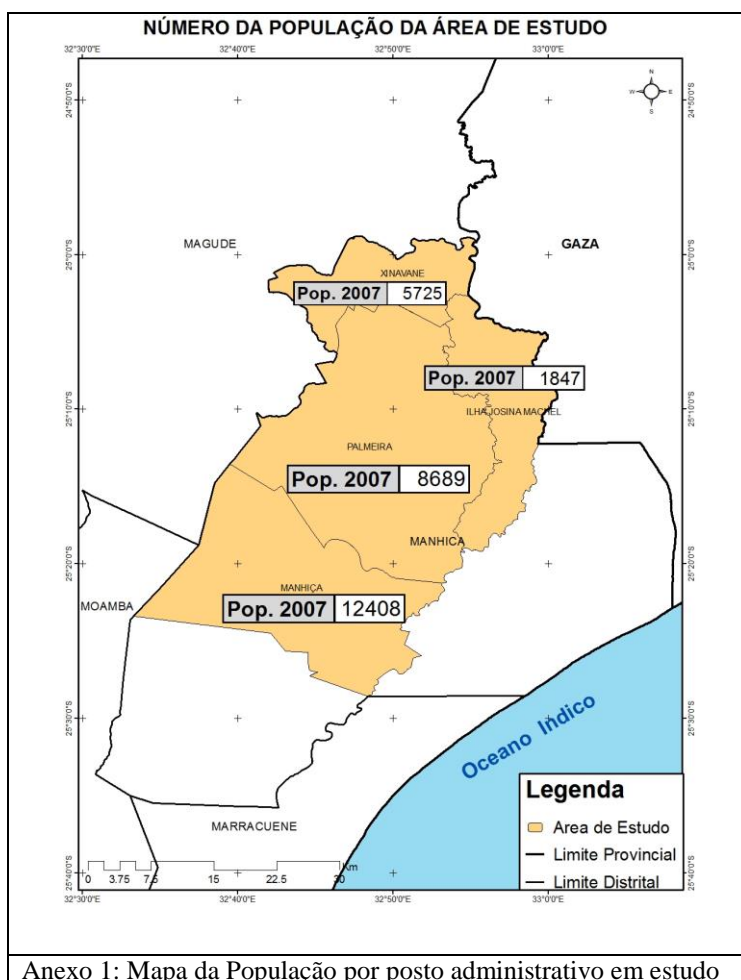 NÚMERO DA POPULAÇÃO DA ÁREA DE ESTUDO
32°30'0"E 32°40'0"E 32°50'0"E 33°0'0"E
24°50'0"S 24°50'0"S
N
W E
S
MAGUDE
GAZA
25°0'0"S 25°0'0"S
XINAVANE
Pop. 2007 5725
Pop. 2007 1847
25°10'0"S 25°10'0"S
ILHA JOSINA MACHEL
PALMEIRA
Pop. 2007 8689
MANHICA
25°20'0"S 25°20'0"S
MANHIÇA
MOAMBA
Pop. 2007 12408
25°30'0"S 25°30'0"S
Oceano Indico
Legenda
Area de Estudo
Limite Provincial
Limite Distrital
MARRACUENE
Km
0 3.75 7.5 15 22.5 30
25°40'0"S 25°40'0"S
32°30'0"E 32°40'0"E 32°50'0"E 33°0'0"E
Anexo 1: Mapa da População por posto administrativo em estudo